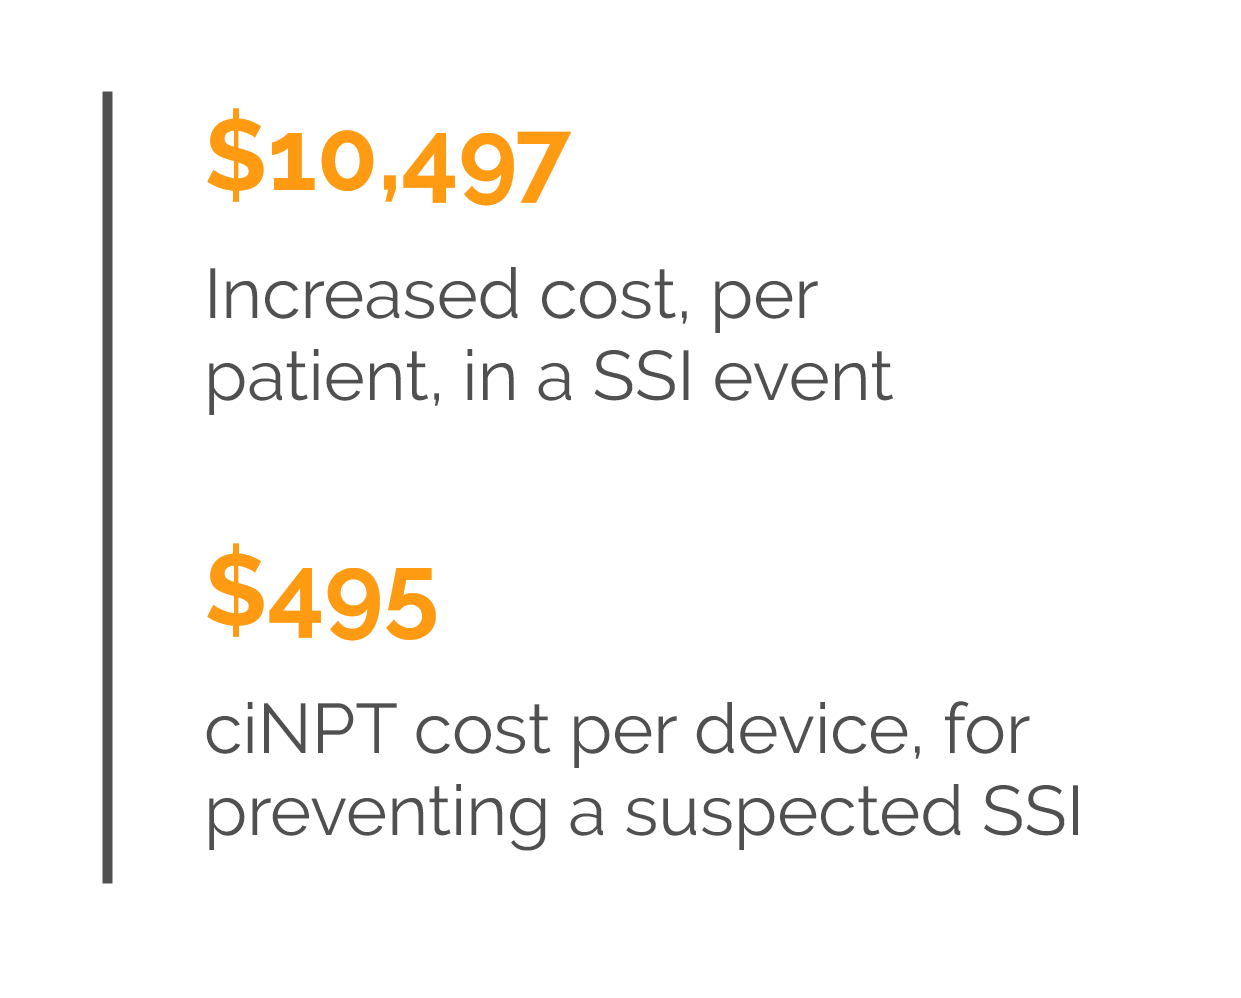 $10,497
Increased cost, per
patient, in a SSI event
$495
ciNPT cost per device, for
preventing a suspected SSI